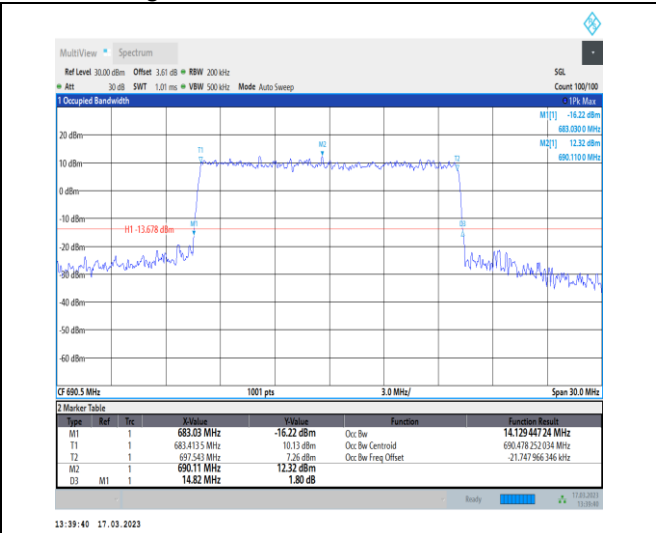 MultiView Spectrum
Ref Level 30.00 dBm Offset 3.61 dB RBW 200 kHz SGL
Att 30 dB SWT 1.01 ms VBW 500 kHz Mode Auto Sweep Count 100/100
1 Occupied Bandwidth 1Pk Max
M1[1] -16.22 dBm
683.030 0 MHz
M2[1] 12.32 dBm
690.110 0 MHz
20 dBm
T1 M2 T2
10 dBm
0 dBm
-10 dBm
M1 D3
H1 -13.678 dBm
-20 dBm
-30 dBm
-40 dBm
-50 dBm
-60 dBm
CF 690.5 MHz 1001 pts 3.0 MHz/ Span 30.0 MHz
2 Marker Table
Type Ref Trc X-Value Y-Value Function Function Result
M1 1 683.03 MHz -16.22 dBm Occ Bw 14.129 447 24 MHz
T1 1 683.413 5 MHz 10.13 dBm Occ Bw Centroid 690.478 252 034 MHz
T2 1 697.543 MHz 7.26 dBm Occ Bw Freq Offset -21.747 966 346 kHz
M2 1 690.11 MHz 12.32 dBm
D3 M1 1 14.82 MHz 1.80 dB
Ready 17.03.2023
13:39:40
13:39:40 17.03.2023